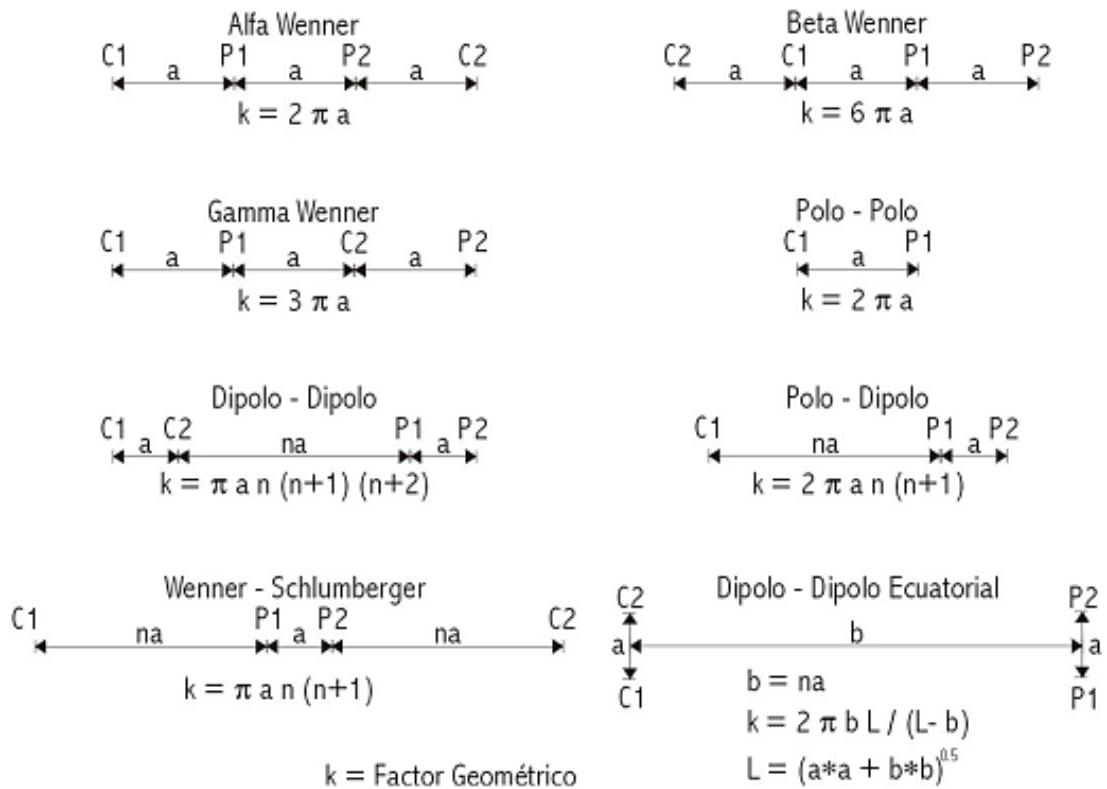 Alfa Wenner
C1 P1 P2 C2
a a a
k = 2 π a
Beta Wenner
C2 C1 P1 P2
a a a
k = 6 π a
Gamma Wenner
C1 P1 C2 P2
a a a
k = 3 π a
Polo - Polo
C1 P1
a
k = 2 π a
Dipolo - Dipolo
C1 C2 P1 P2
a na a
k = π a n (n+1) (n+2)
Polo - Dipolo
C1 P1 P2
na a
k = 2 π a n (n+1)
Wenner - Schlumberger
C1 P1 P2 C2
na a na
k = π a n (n+1)
Dipolo - Dipolo Ecuatorial
C2 P2
a b a
C1 P1
b = na
k = 2 π b L / (L- b)
L = (a*a + b*b)^0.5
k = Factor Geométrico